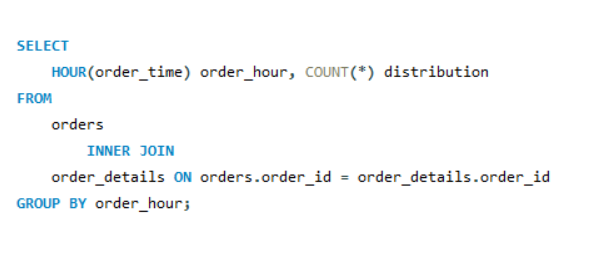 SELECT
HOUR(order_time) order_hour, COUNT(*) distribution
FROM
orders
INNER JOIN
order_details ON orders.order_id = order_details.order_id
GROUP BY order_hour;